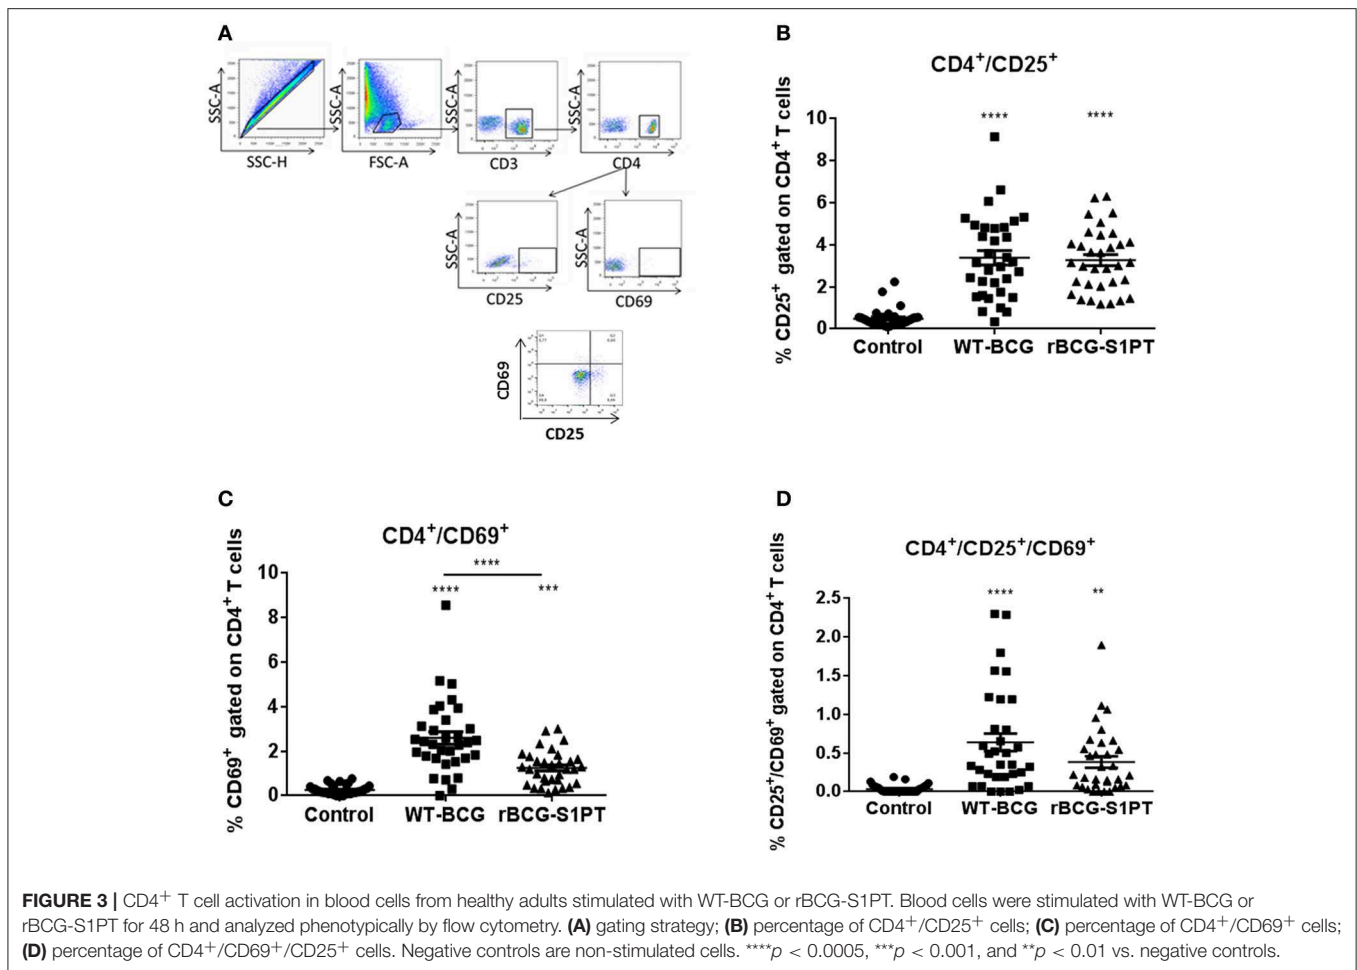 A
SSC-A
SSC-H
SSC-A
FSC-A
SSC-A
CD3
SSC-A
CD4
SSC-A
CD25
SSC-A
CD69
CD69
CD25
B
CD4+/CD25+
% CD25+ gated on CD4+ T cells
10
8
6
4
2
0
**** ****
Control WT-BCG rBCG-S1PT
C
CD4+/CD69+
% CD69+ gated on CD4+ T cells
10
8
6
4
2
0
****
**** ***
Control WT-BCG rBCG-S1PT
D
CD4+/CD25+/CD69+
% CD25+/CD69+ gated on CD4+ T cells
2.5
2.0
1.5
1.0
0.5
0.0
**** **
Control WT-BCG rBCG-S1PT
FIGURE 3 | CD4+ T cell activation in blood cells from healthy adults stimulated with WT-BCG or rBCG-S1PT. Blood cells were stimulated with WT-BCG or
rBCG-S1PT for 48 h and analyzed phenotypically by flow cytometry. (A) gating strategy; (B) percentage of CD4+/CD25+ cells; (C) percentage of CD4+/CD69+ cells;
(D) percentage of CD4+/CD69+/CD25+ cells. Negative controls are non-stimulated cells. ****p < 0.0005, ***p < 0.001, and **p < 0.01 vs. negative controls.